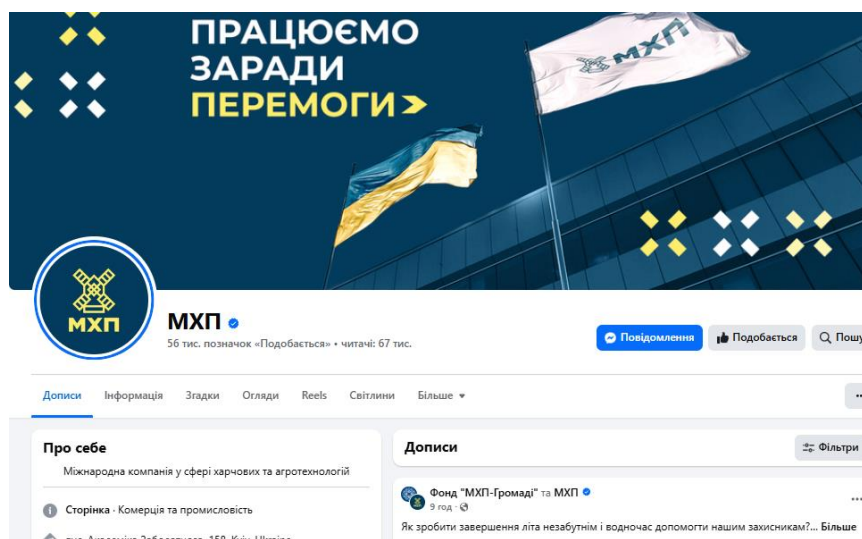 ПРАЦЮЄМО
ЗАРАДИ
ПЕРЕМОГИ
МХП
МХП
МХП
56 тис. позначок «Подобається» • читачі: 67 тис.
Повідомлення
Подобається
Пошу
Дописи
Інформація
Згадки
Огляди
Reels
Світлини
Більше
Про себе
Міжнародна компанія у сфері харчових та агротехнологій
Сторінка · Комерція та промисловість
Дописи
Фільтри
Фонд "МХП-Громаді" та МХП
9 год ·
Як зробити завершення літа незабутнім і водночас допомогти нашим захисникам?... Більше